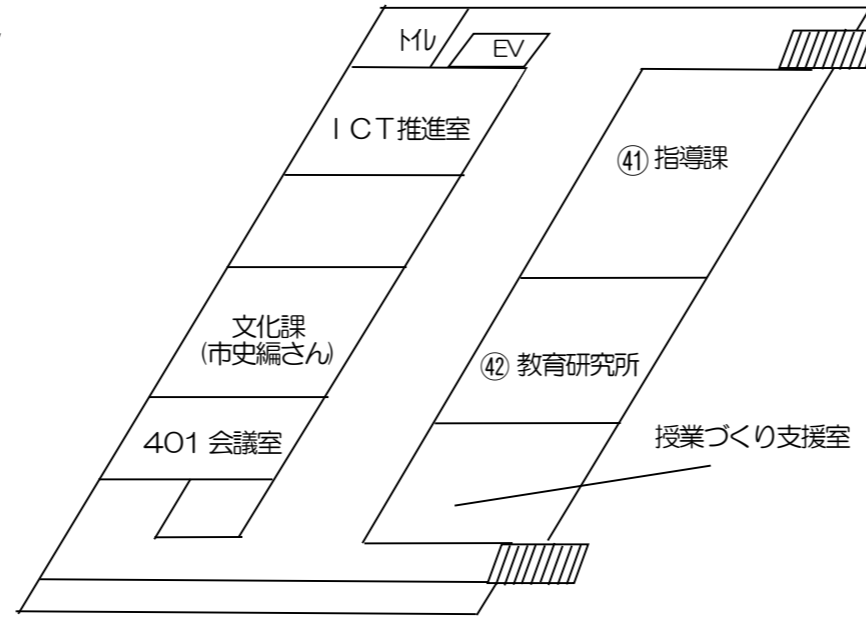 トイレ
EV
ＩＣＴ推進室
㊶ 指導課
文化課
(市史編さん)
㊷ 教育研究所
401 会議室
授業づくり支援室